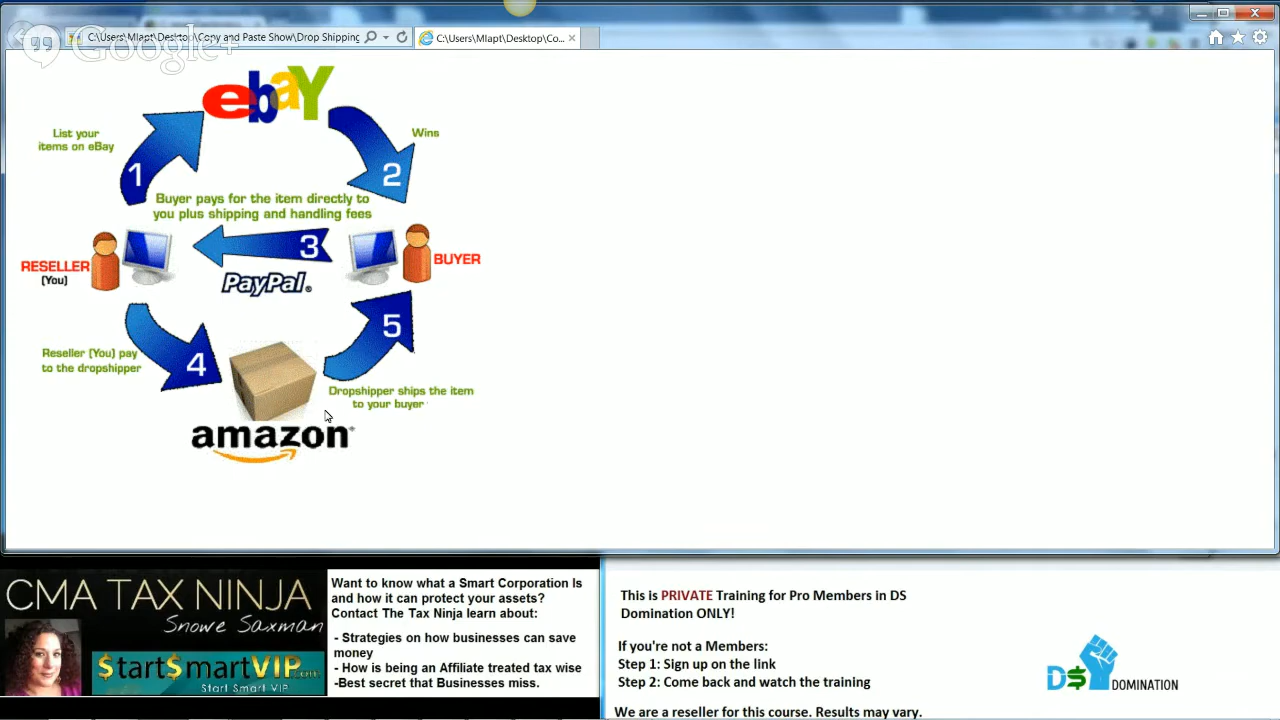 Google+
C:\Users\Mlapt\Desktop\Copy and Paste Show\Drop Shipping
C:\Users\Mlapt\Desktop\Co...
ebaY
List your
items on eBay
Wins
1
2
Buyer pays for the item directly to
you plus shipping and handling fees
3
RESELLER
(You)
BUYER
PayPal®
4
5
Reseller (You) pay
to the dropshipper
Dropshipper ships the item
to your buyer
amazon
CMA TAX NINJA
Snowe Saxman
$tart$martVIP.com
Start Smart VIP
Want to know what a Smart Corporation Is
and how it can protect your assets?
Contact The Tax Ninja learn about:
- Strategies on how businesses can save
money
- How is being an Affiliate treated tax wise
-Best secret that Businesses miss.
This is PRIVATE Training for Pro Members in DS
Domination ONLY!
If you're not a Members:
Step 1: Sign up on the link
Step 2: Come back and watch the training
We are a reseller for this course. Results may vary.
D$ DOMINATION